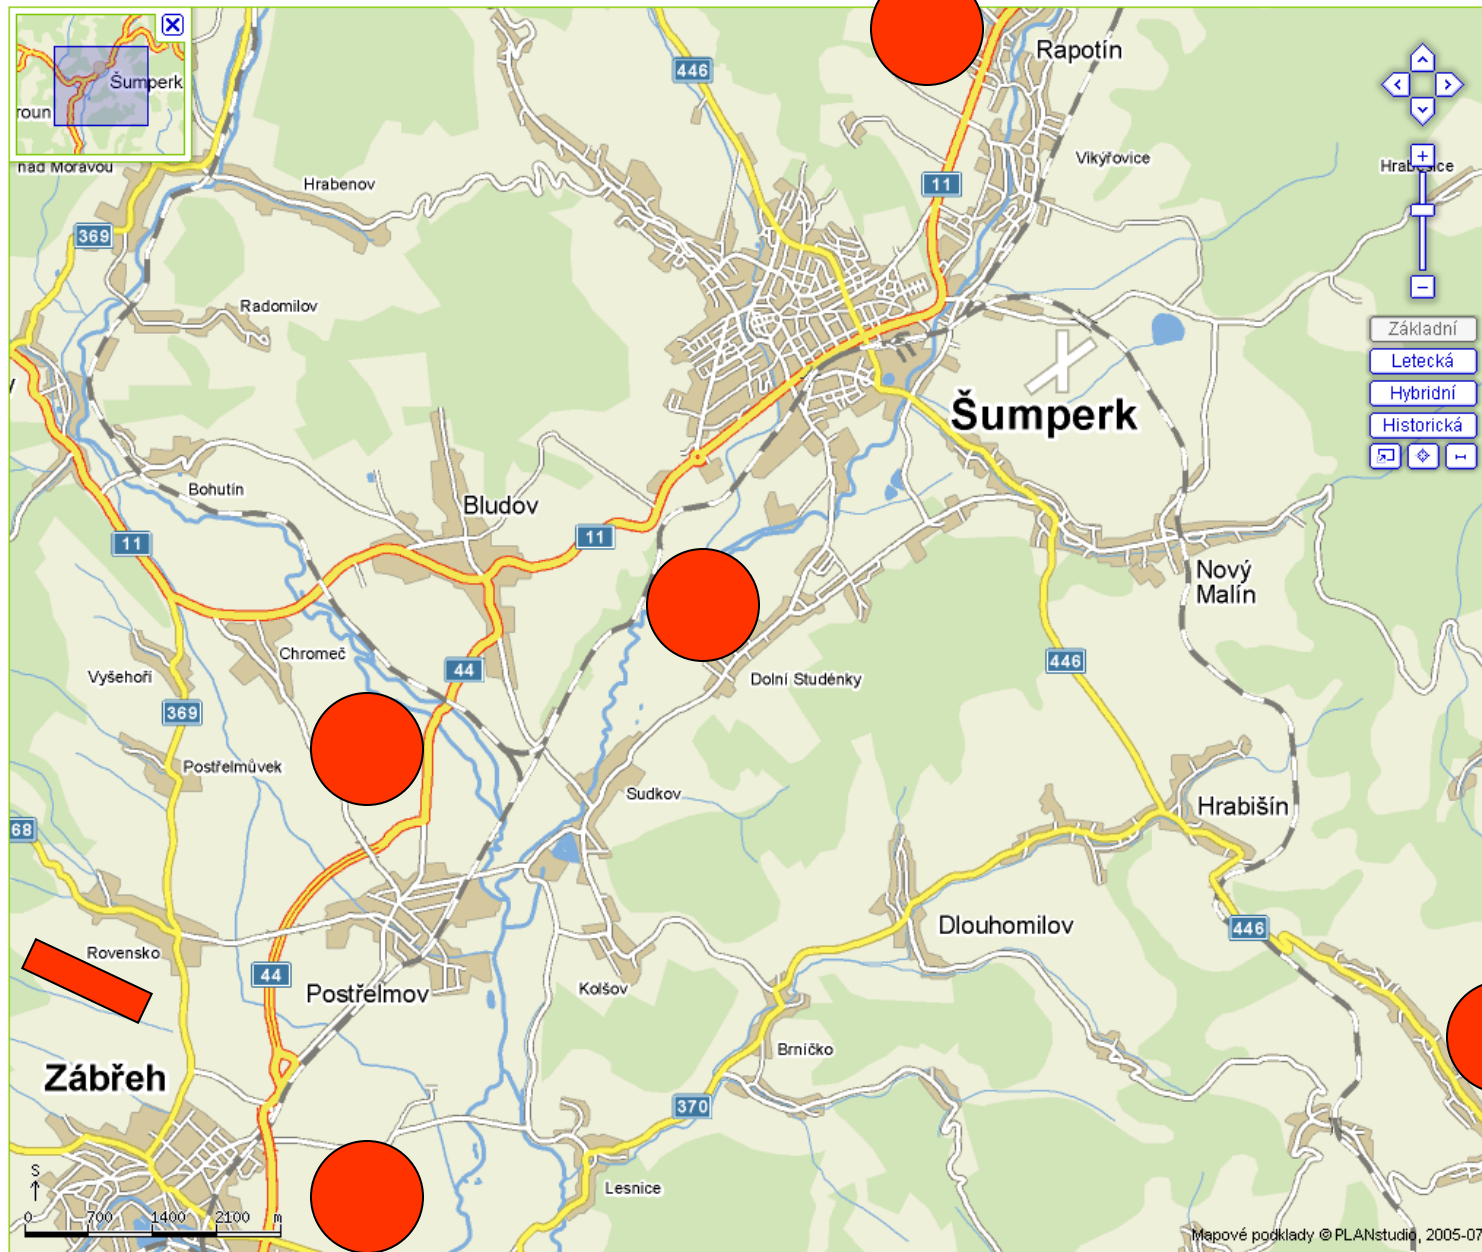 Šumperk
roun
nad Moravou
446
Rapotín
Hrabenov
11
Vikýřovice
369
Radomilov
Základní
Letecká
Hybridní
Historická
Šumperk
Bohutín
Bludov
11
11
Nový
Malín
Chromeč
44
446
Vyšehoří
Dolní Studénky
369
Postřelmůvek
Sudkov
Hrabišín
68
Dlouhomilov
446
Rovensko
44
Postřelmov
Kolšov
Brníčko
Zábřeh
370
S
Lesnice
0 700 1400 2100 m
Mapové podklady © PLANstudio, 2005-07